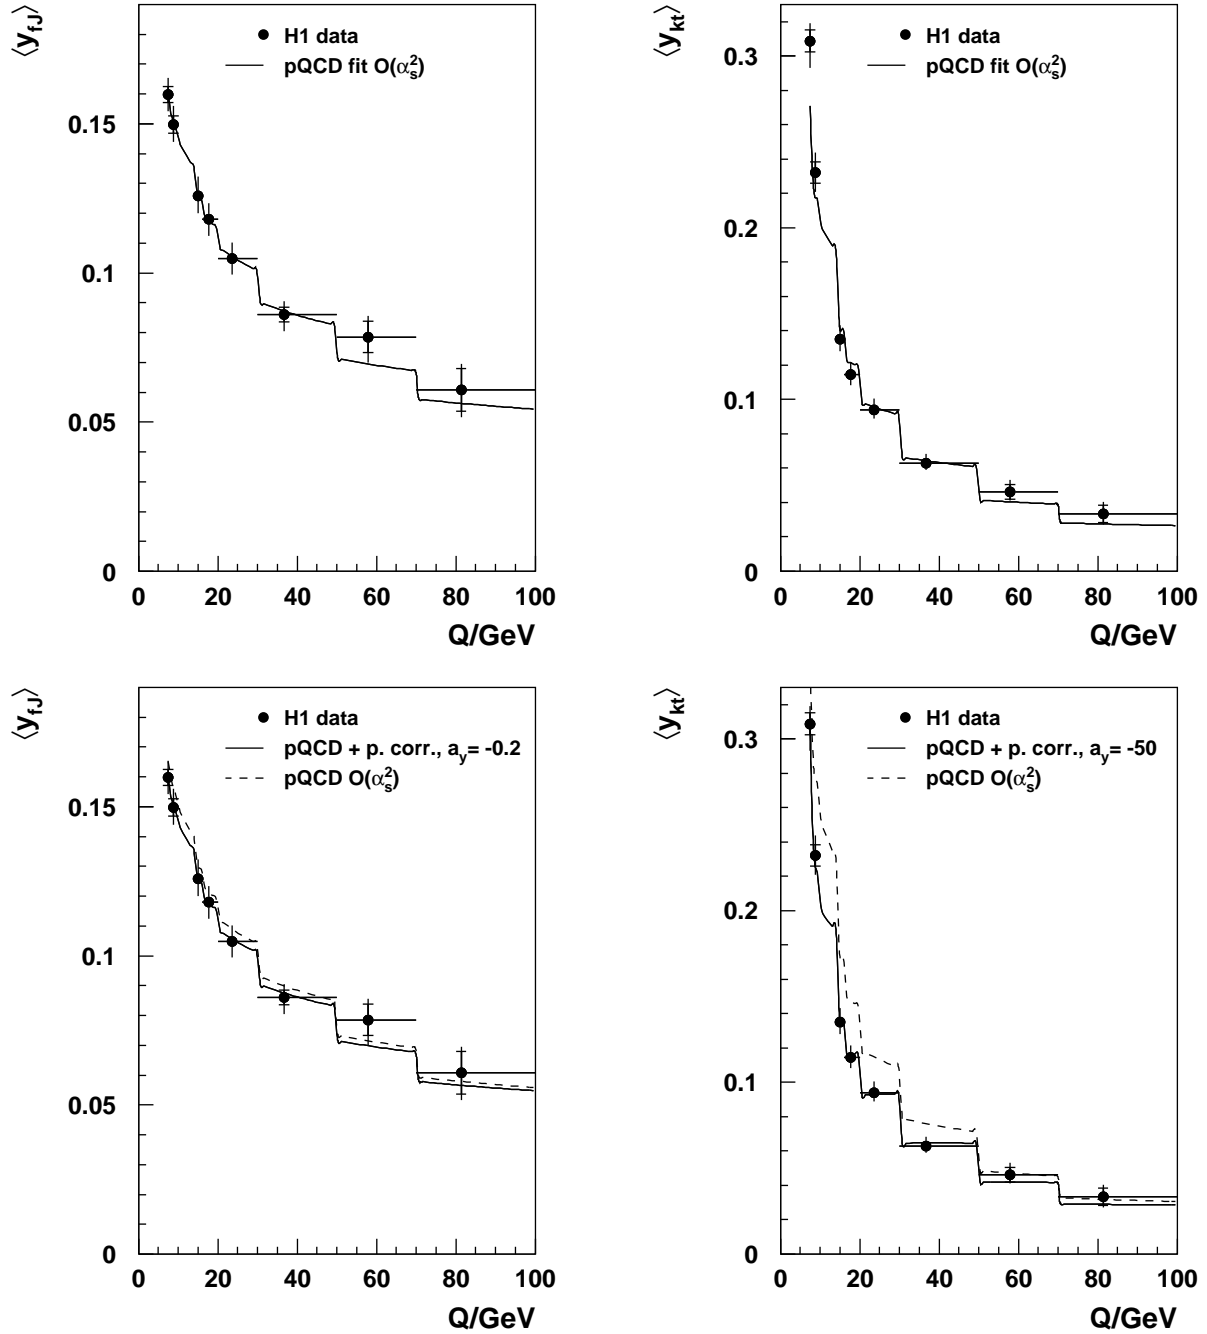 ⟨y_fJ⟩
H1 data
pQCD fit O(α_s^2)
0.15
0.1
0.05
0
0 20 40 60 80 100
Q/GeV
⟨y_kt⟩
H1 data
pQCD fit O(α_s^2)
0.3
0.2
0.1
0
0 20 40 60 80 100
Q/GeV
⟨y_fJ⟩
H1 data
pQCD + p. corr., a_y= -0.2
pQCD O(α_s^2)
0.15
0.1
0.05
0
0 20 40 60 80 100
Q/GeV
⟨y_kt⟩
H1 data
pQCD + p. corr., a_y= -50
pQCD O(α_s^2)
0.3
0.2
0.1
0
0 20 40 60 80 100
Q/GeV